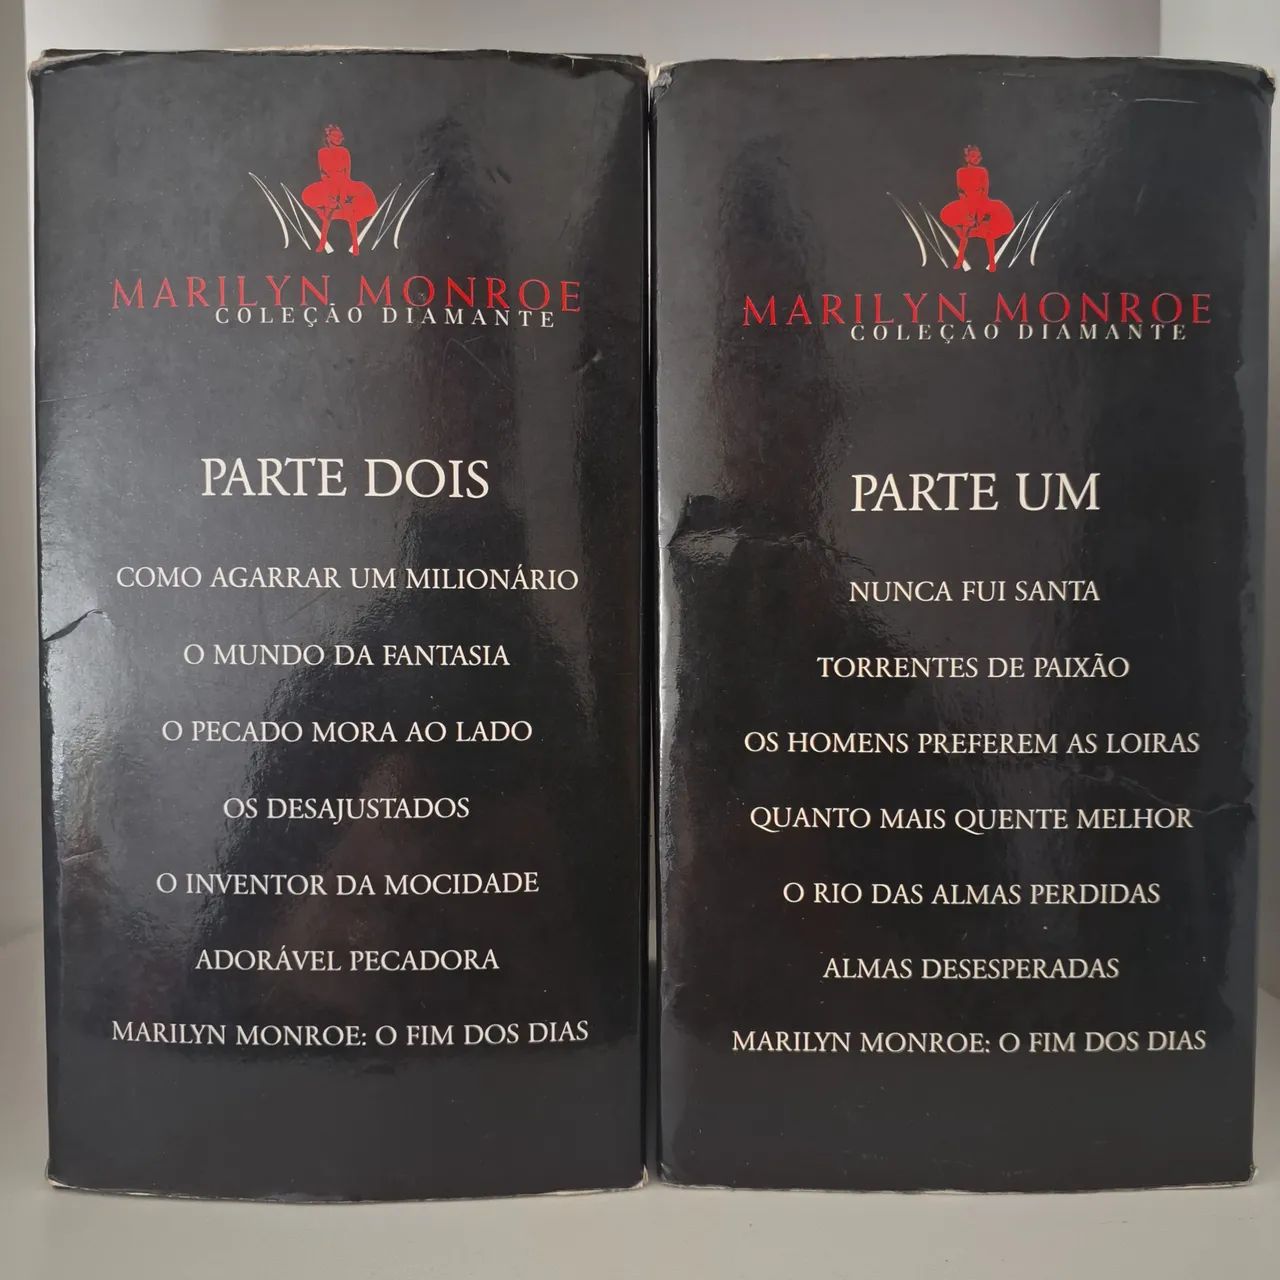 MARILYN MONROE
COLEÇÃO DIAMANTE
PARTE DOIS
COMO AGARRAR UM MILIONÁRIO
O MUNDO DA FANTASIA
O PECADO MORA AO LADO
OS DESAJUSTADOS
O INVENTOR DA MOCIDADE
ADORÁVEL PECADORA
MARILYN MONROE: O FIM DOS DIAS
MARILYN MONROE
COLEÇÃO DIAMANTE
PARTE UM
NUNCA FUI SANTA
TORRENTES DE PAIXÃO
OS HOMENS PREFEREM AS LOIRAS
QUANTO MAIS QUENTE MELHOR
O RIO DAS ALMAS PERDIDAS
ALMAS DESESPERADAS
MARILYN MONROE: O FIM DOS DIAS